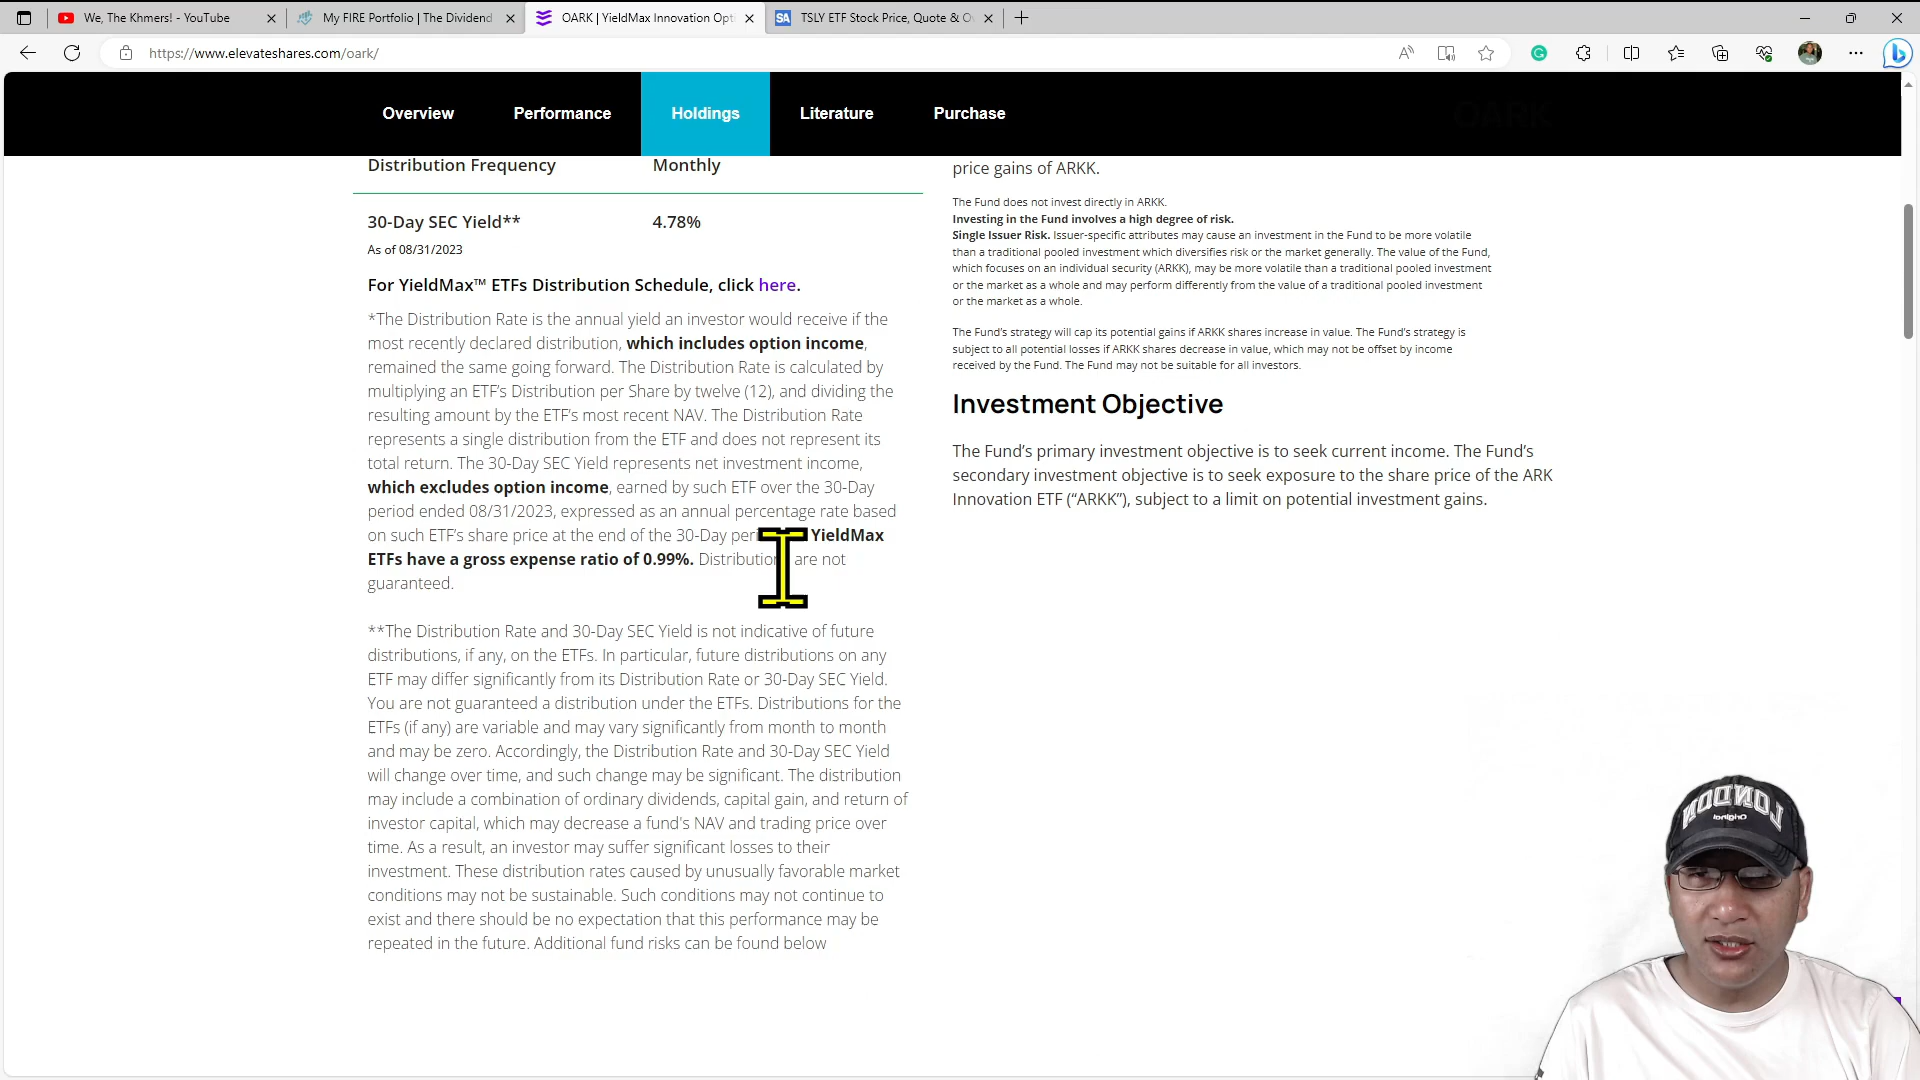 We, The Khmers! - YouTube
My FIRE Portfolio | The Dividend
OARK | YieldMax Innovation Opti
SA TSLY ETF Stock Price, Quote & O
https://www.elevateshares.com/oark/
Overview
Performance
Holdings
Literature
Purchase
OARK
Distribution Frequency Monthly
30-Day SEC Yield** 4.78%
As of 08/31/2023
For YieldMax™ ETFs Distribution Schedule, click here.
*The Distribution Rate is the annual yield an investor would receive if the
most recently declared distribution, which includes option income,
remained the same going forward. The Distribution Rate is calculated by
multiplying an ETF's Distribution per Share by twelve (12), and dividing the
resulting amount by the ETF's most recent NAV. The Distribution Rate
represents a single distribution from the ETF and does not represent its
total return. The 30-Day SEC Yield represents net investment income,
which excludes option income, earned by such ETF over the 30-Day
period ended 08/31/2023, expressed as an annual percentage rate based
on such ETF's share price at the end of the 30-Day per YieldMax
ETFs have a gross expense ratio of 0.99%. Distribution are not
guaranteed.
**The Distribution Rate and 30-Day SEC Yield is not indicative of future
distributions, if any, on the ETFs. In particular, future distributions on any
ETF may differ significantly from its Distribution Rate or 30-Day SEC Yield.
You are not guaranteed a distribution under the ETFs. Distributions for the
ETFs (if any) are variable and may vary significantly from month to month
and may be zero. Accordingly, the Distribution Rate and 30-Day SEC Yield
will change over time, and such change may be significant. The distribution
may include a combination of ordinary dividends, capital gain, and return of
investor capital, which may decrease a fund's NAV and trading price over
time. As a result, an investor may suffer significant losses to their
investment. These distribution rates caused by unusually favorable market
conditions may not be sustainable. Such conditions may not continue to
exist and there should be no expectation that this performance may be
repeated in the future. Additional fund risks can be found below
price gains of ARKK.
The Fund does not invest directly in ARKK.
Investing in the Fund involves a high degree of risk.
Single Issuer Risk. Issuer-specific attributes may cause an investment in the Fund to be more volatile
than a traditional pooled investment which diversifies risk or the market generally. The value of the Fund,
which focuses on an individual security (ARKK), may be more volatile than a traditional pooled investment
or the market as a whole and may perform differently from the value of a traditional pooled investment
or the market as a whole.
The Fund's strategy will cap its potential gains if ARKK shares increase in value. The Fund's strategy is
subject to all potential losses if ARKK shares decrease in value, which may not be offset by income
received by the Fund. The Fund may not be suitable for all investors.
Investment Objective
The Fund's primary investment objective is to seek current income. The Fund's
secondary investment objective is to seek exposure to the share price of the ARK
Innovation ETF ("ARKK"), subject to a limit on potential investment gains.
LONDON
Original